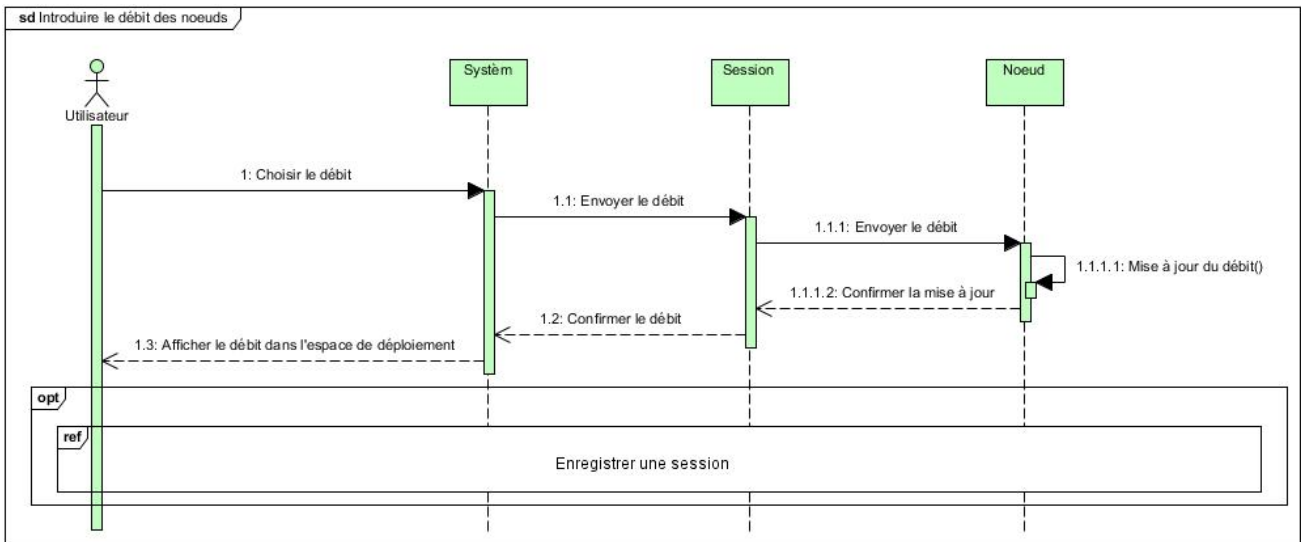 sd Introduire le débit des noeuds
Utilisateur
Systèm
Session
Noeud
1: Choisir le débit
1.1: Envoyer le débit
1.1.1: Envoyer le débit
1.1.1.1: Mise à jour du débit()
1.1.1.2: Confirmer la mise à jour
1.2: Confirmer le débit
1.3: Afficher le débit dans l'espace de déploiement
opt
ref
Enregistrer une session